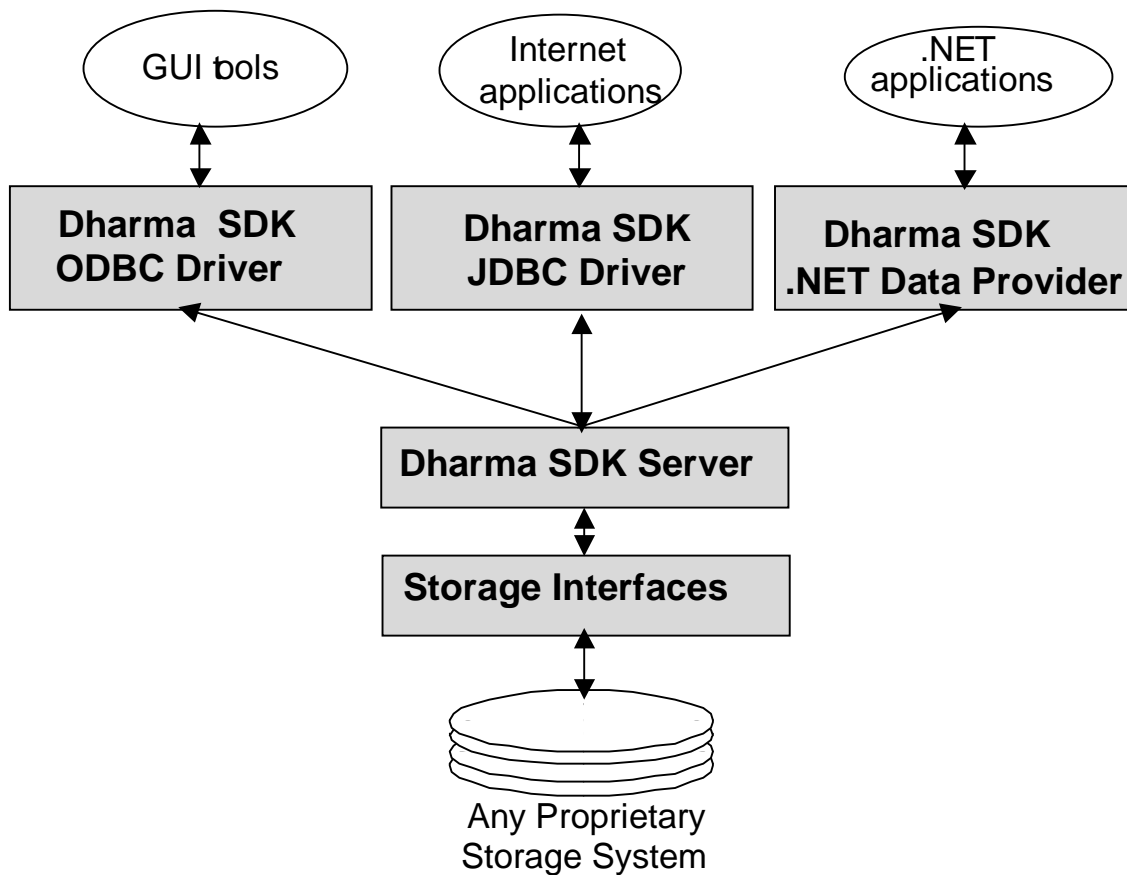 GUI tools
Internet
applications
.NET
applications
Dharma SDK
ODBC Driver
Dharma SDK
JDBC Driver
Dharma SDK
.NET Data Provider
Dharma SDK Server
Storage Interfaces
Any Proprietary
Storage System